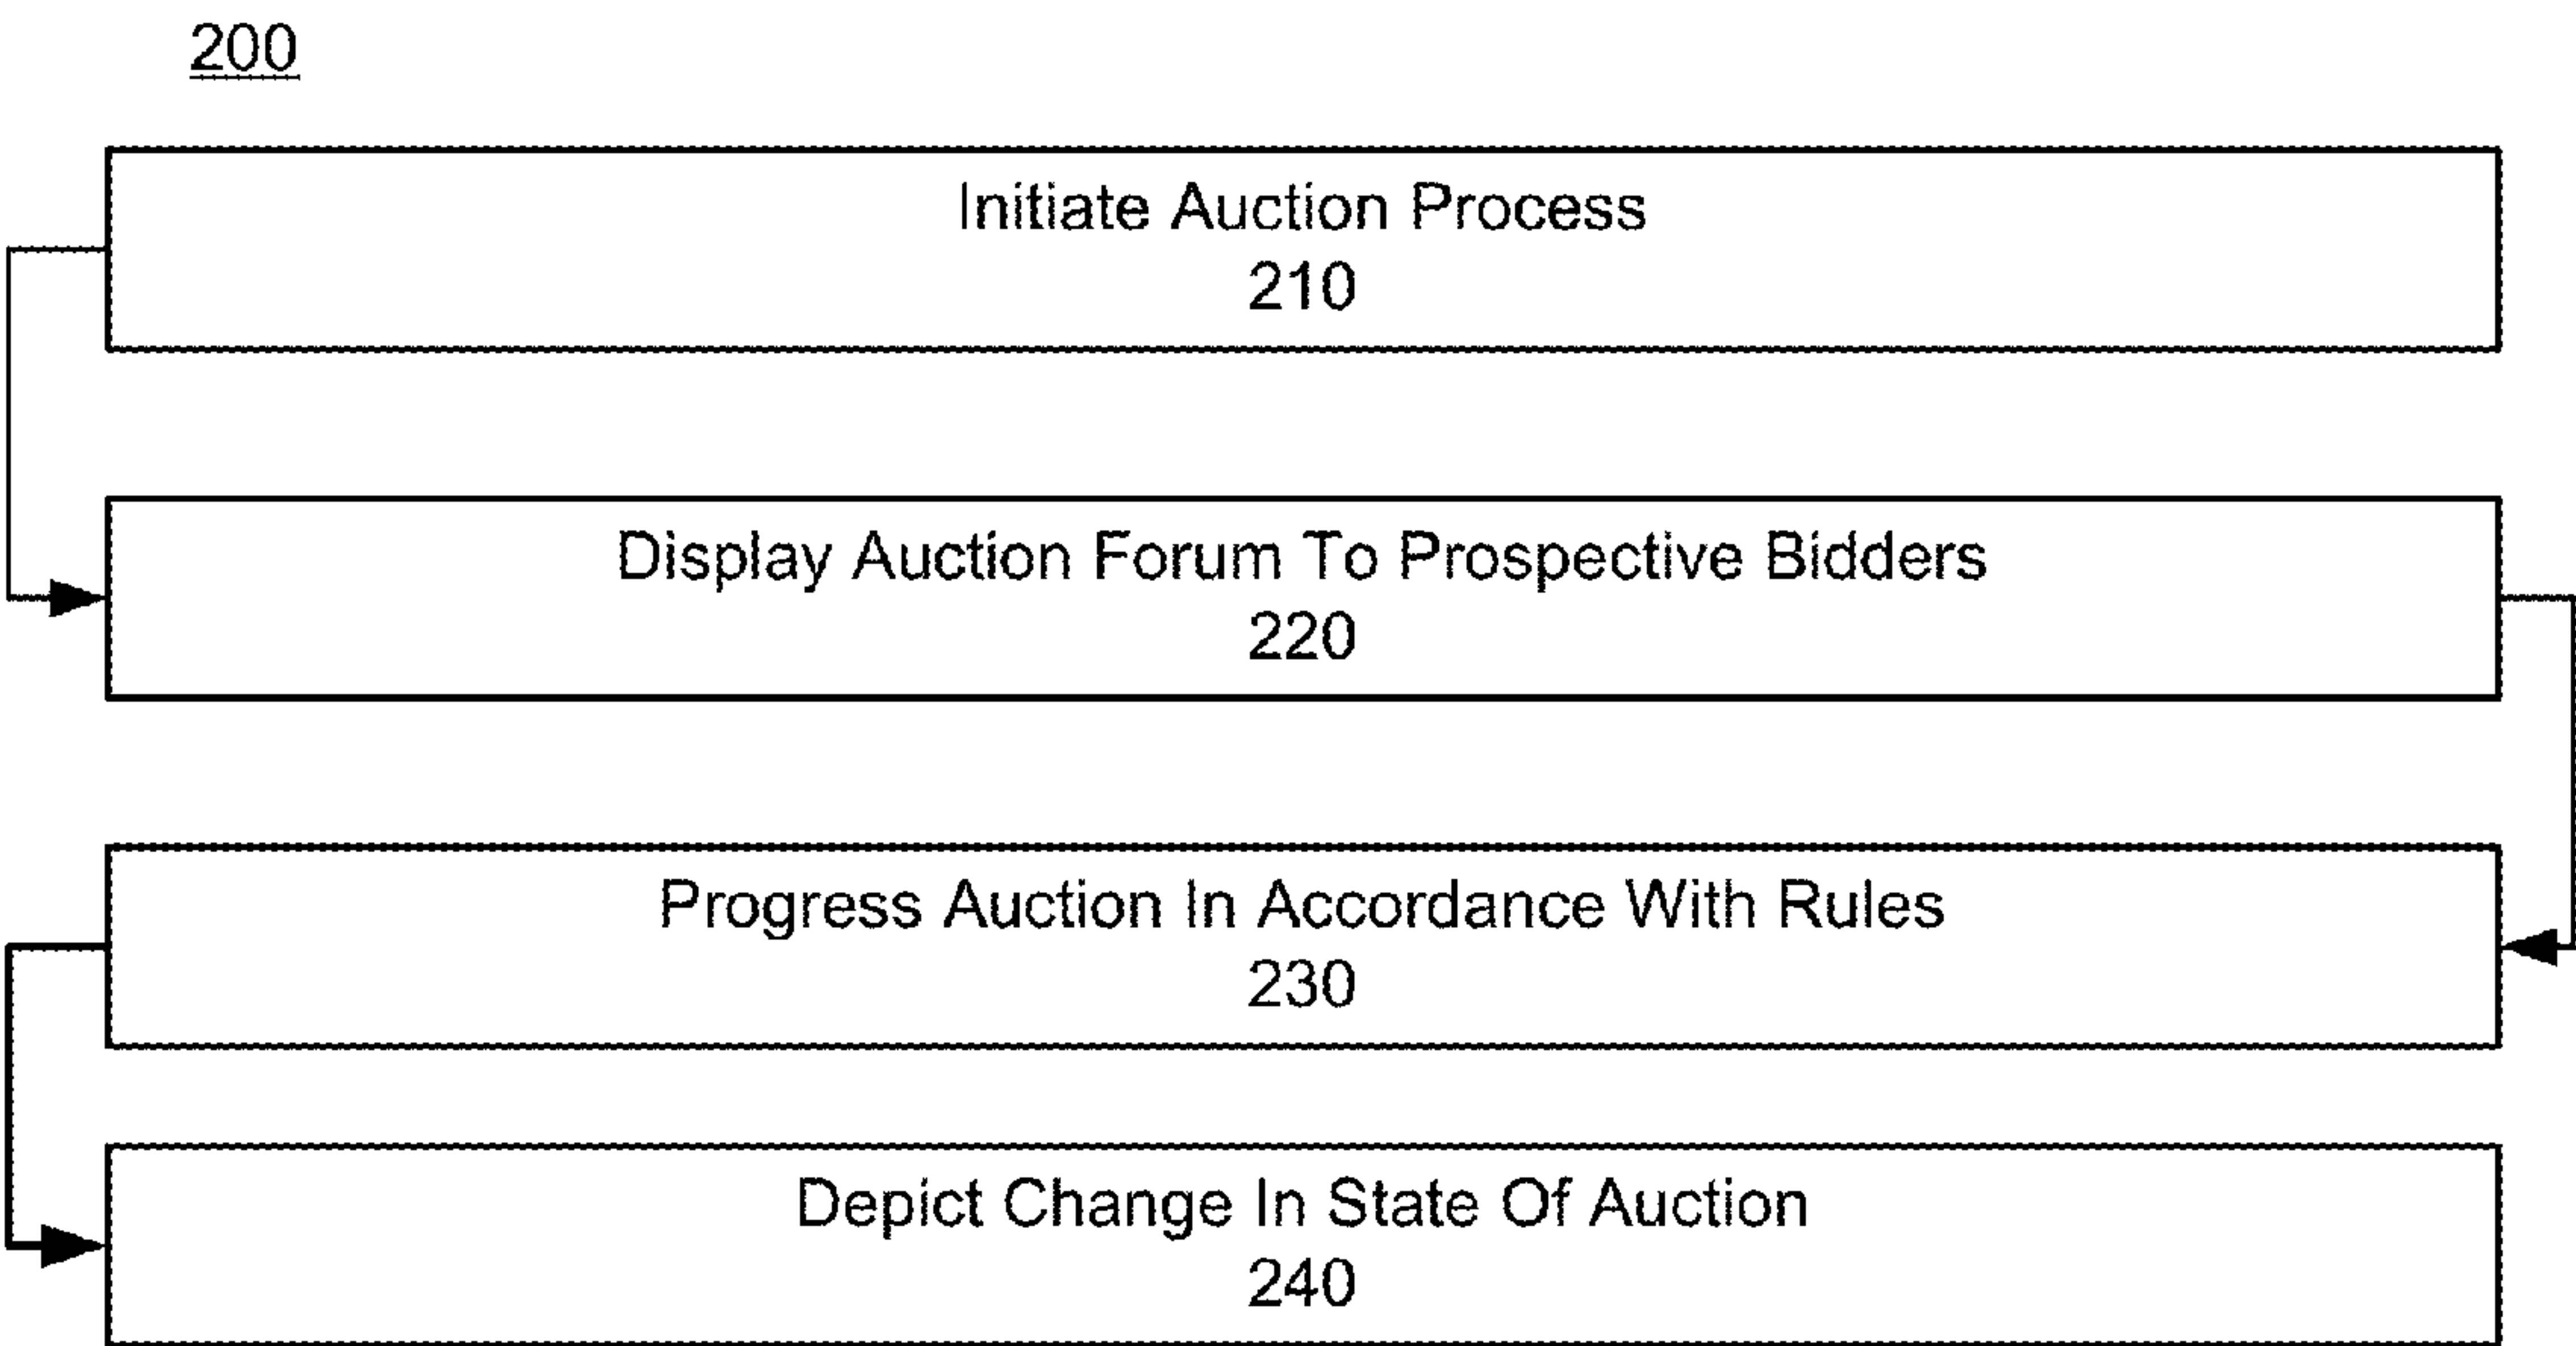 200
Initiate Auction Process
210
Display Auction Forum To Prospective Bidders
220
Progress Auction In Accordance With Rules
230
Depict Change In State Of Auction
240